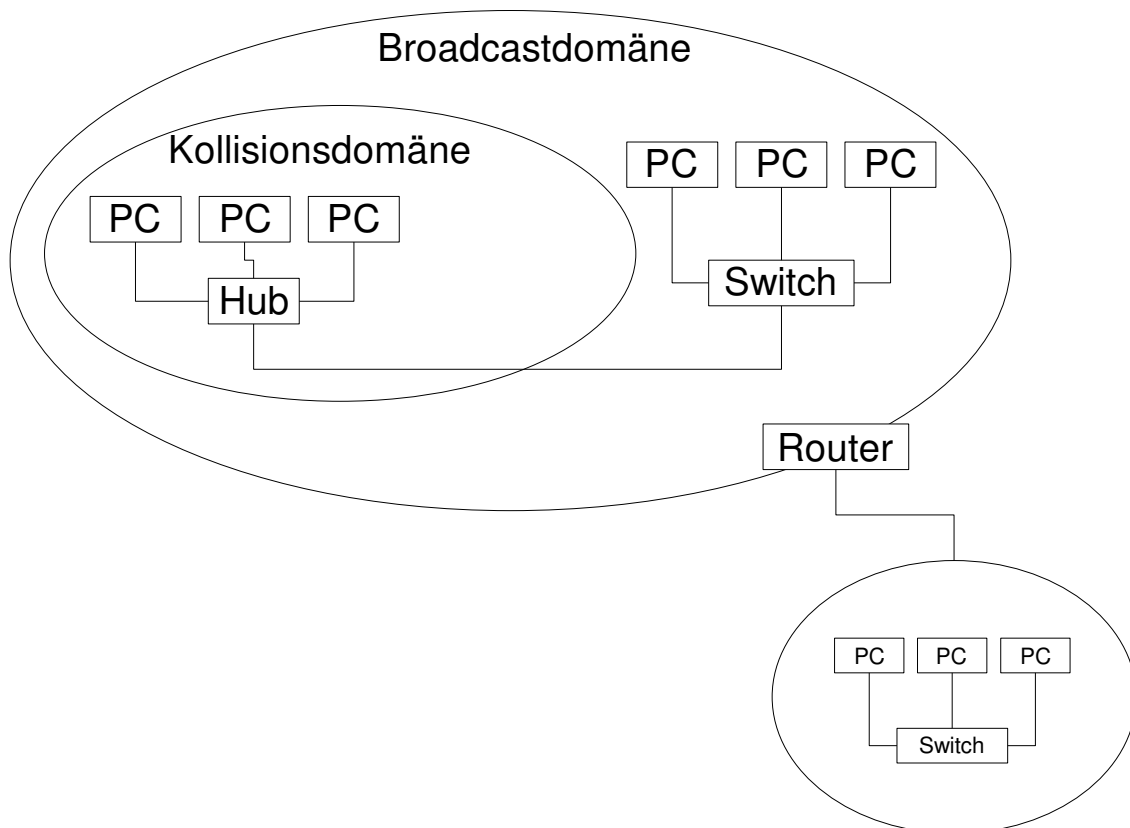 Broadcastdomäne
Kollisionsdomäne
PC PC PC
PC PC PC
Hub
Switch
Router
PC PC PC
Switch